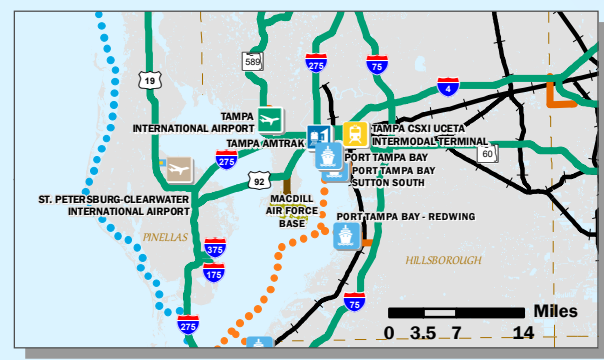 589
275
75
19
4
TAMPA
INTERNATIONAL AIRPORT
TAMPA CSXI UCETA
INTERMODAL TERMINAL
TAMPA AMTRAK
PORT TAMPA BAY
60
275
PORT TAMPA BAY
SUTTON SOUTH
92
ST. PETERSBURG-CLEARWATER
INTERNATIONAL AIRPORT
MACDILL
AIR FORCE
BASE
PORT TAMPA BAY - REDWING
PINELLAS
375
HILLSBOROUGH
175
75
275
Miles
0 3.5 7 14